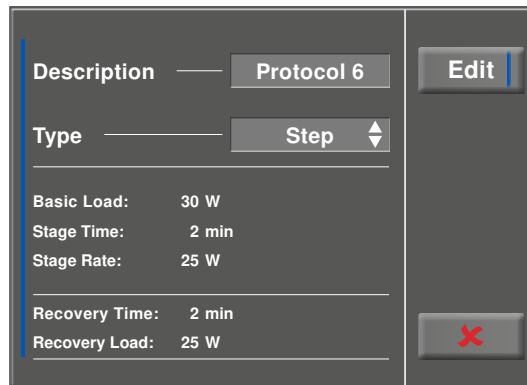 Description Protocol 6
Edit
Type Step
Basic Load: 30 W
Stage Time: 2 min
Stage Rate: 25 W
Recovery Time: 2 min
Recovery Load: 25 W